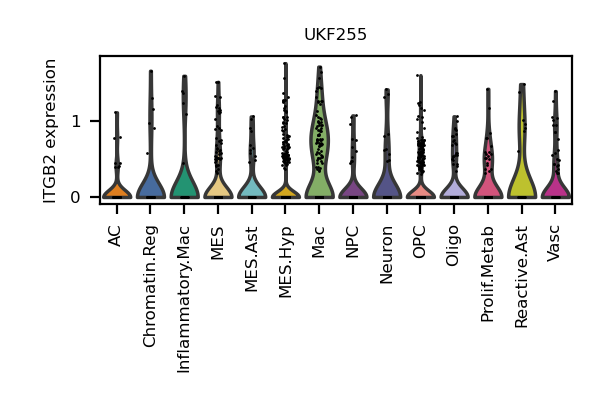 UKF255
ITGB2 expression
1
0
AC
Chromatin.Reg
Inflammatory.Mac
MES
MES.Ast
MES.Hyp
Mac
NPC
Neuron
OPC
Oligo
Prolif.Metab
Reactive.Ast
Vasc